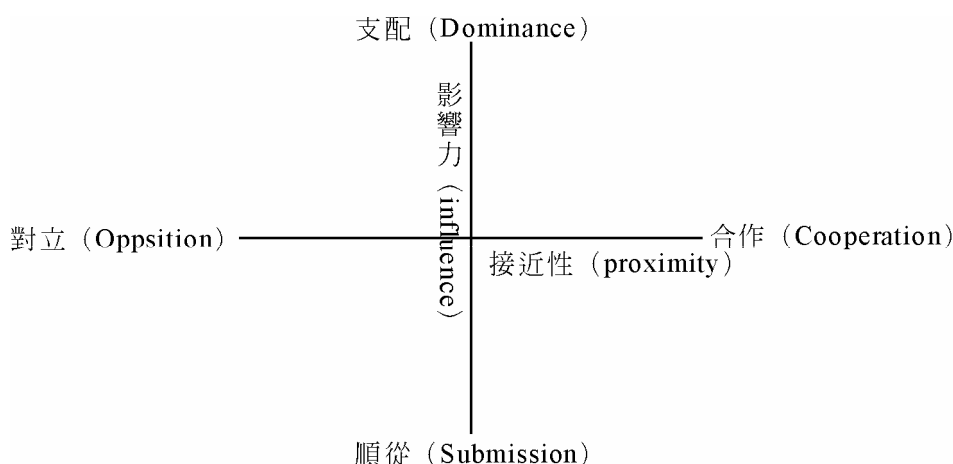 支配（Dominance）
影響力（influence）
對立（Oppsition）
合作（Cooperation）
接近性（proximity）
順從（Submission）